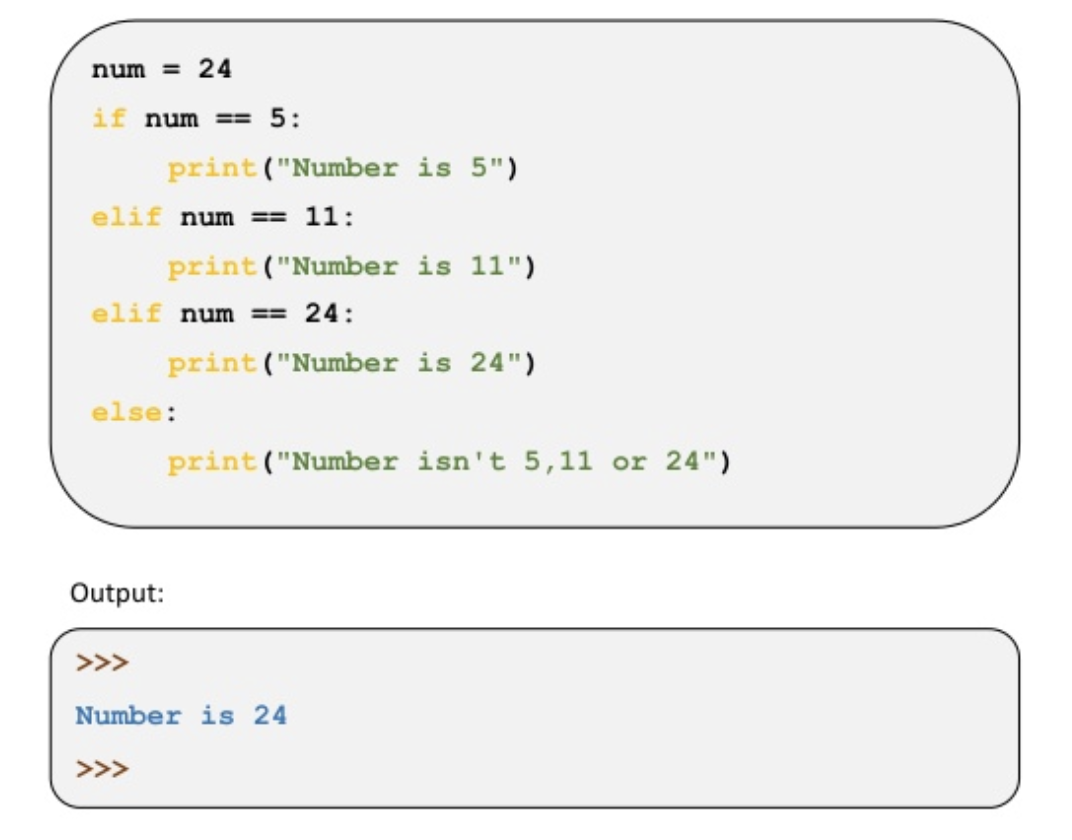 num = 24
if num == 5:
    print("Number is 5")
elif num == 11:
    print("Number is 11")
elif num == 24:
    print("Number is 24")
else:
    print("Number isn't 5,11 or 24")
Output:
>>>
Number is 24
>>>